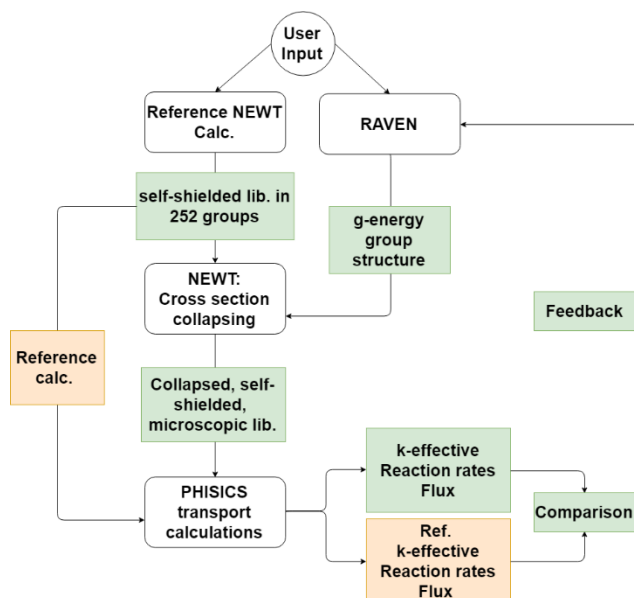 User
Input
Reference NEWT
Calc.
RAVEN
self-shielded lib. in
252 groups
g-energy
group
structure
NEWT:
Cross section
collapsing
Feedback
Reference
calc.
Collapsed, self-
shielded,
microscopic lib.
k-effective
Reaction rates
Flux
PHISICS
transport
calculations
Comparison
Ref.
k-effective
Reaction rates
Flux